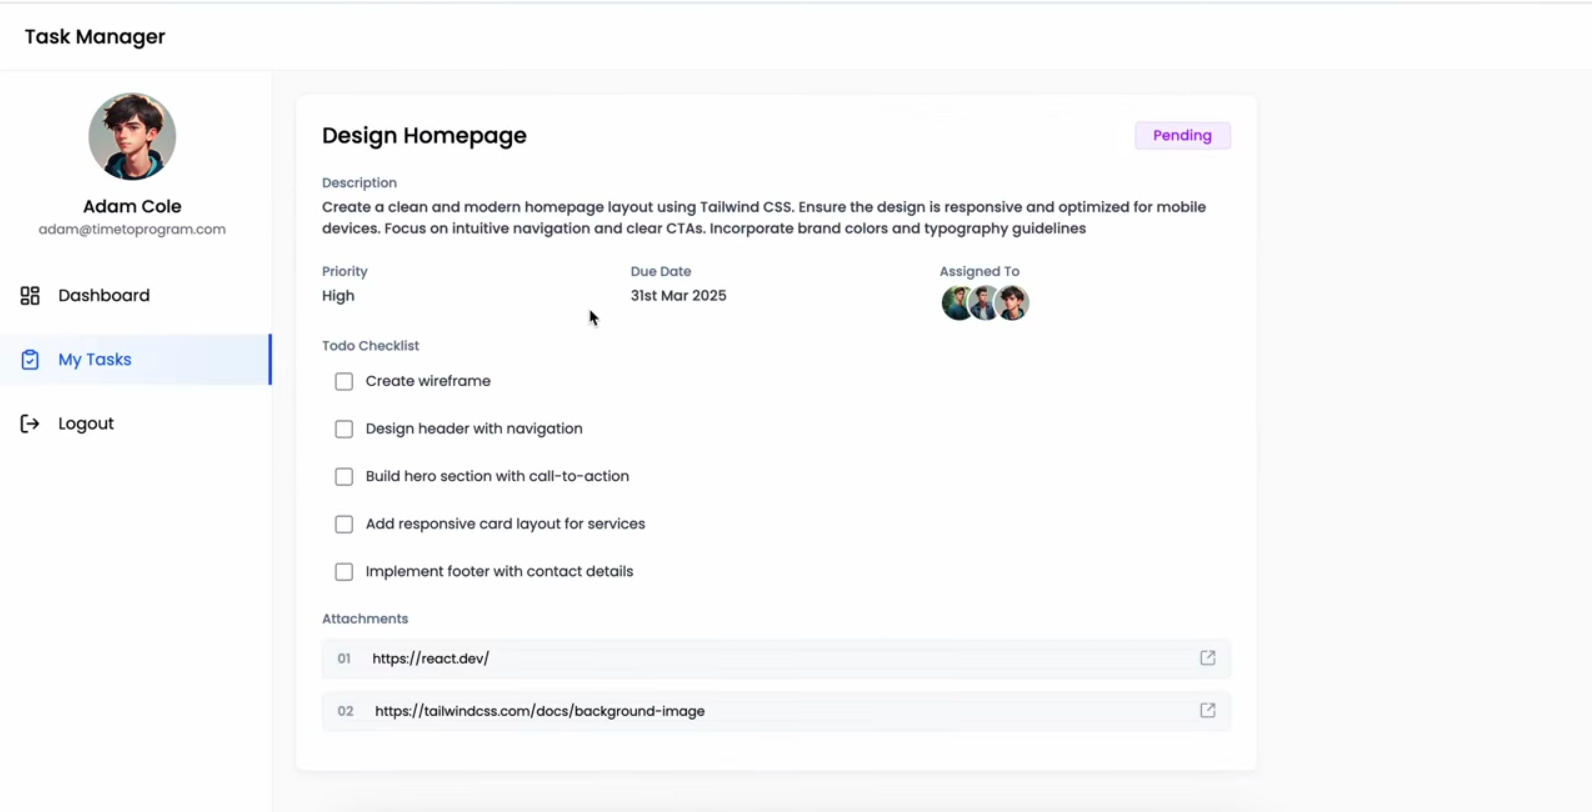 Task Manager
Adam Cole
adam@timetoprogram.com
Dashboard
My Tasks
Logout
Design Homepage
Pending
Description
Create a clean and modern homepage layout using Tailwind CSS. Ensure the design is responsive and optimized for mobile
devices. Focus on intuitive navigation and clear CTAs. Incorporate brand colors and typography guidelines
Priority
High
Due Date
31st Mar 2025
Assigned To
Todo Checklist
Create wireframe
Design header with navigation
Build hero section with call-to-action
Add responsive card layout for services
Implement footer with contact details
Attachments
01 https://react.dev/
02 https://tailwindcss.com/docs/background-image